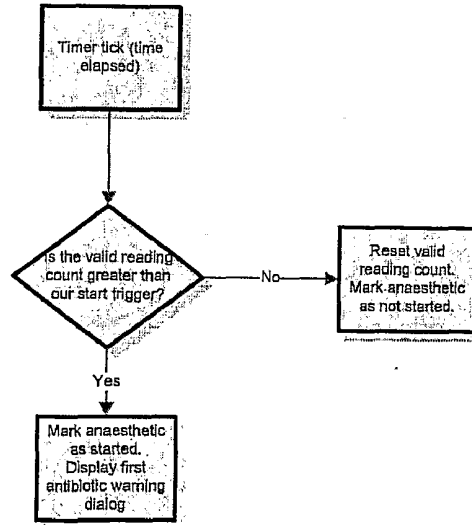 Timer tick (time
elapsed)
Is the valid reading
count greater than
our start trigger?
No
Reset valid
reading count.
Mark anaesthetic
as not started.
Yes
Mark anaesthetic
as started.
Display first
antibiotic warning
dialog